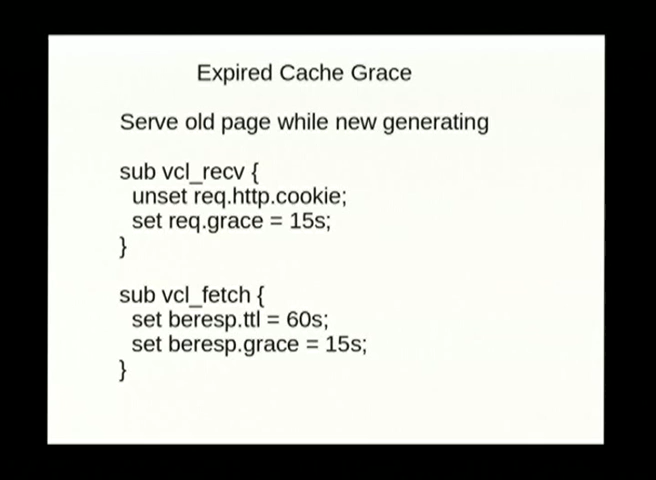 Expired Cache Grace
Serve old page while new generating
sub vcl_recv {
unset req.http.cookie;
set req.grace = 15s;
}
sub vcl_fetch {
set beresp.ttl = 60s;
set beresp.grace = 15s;
}